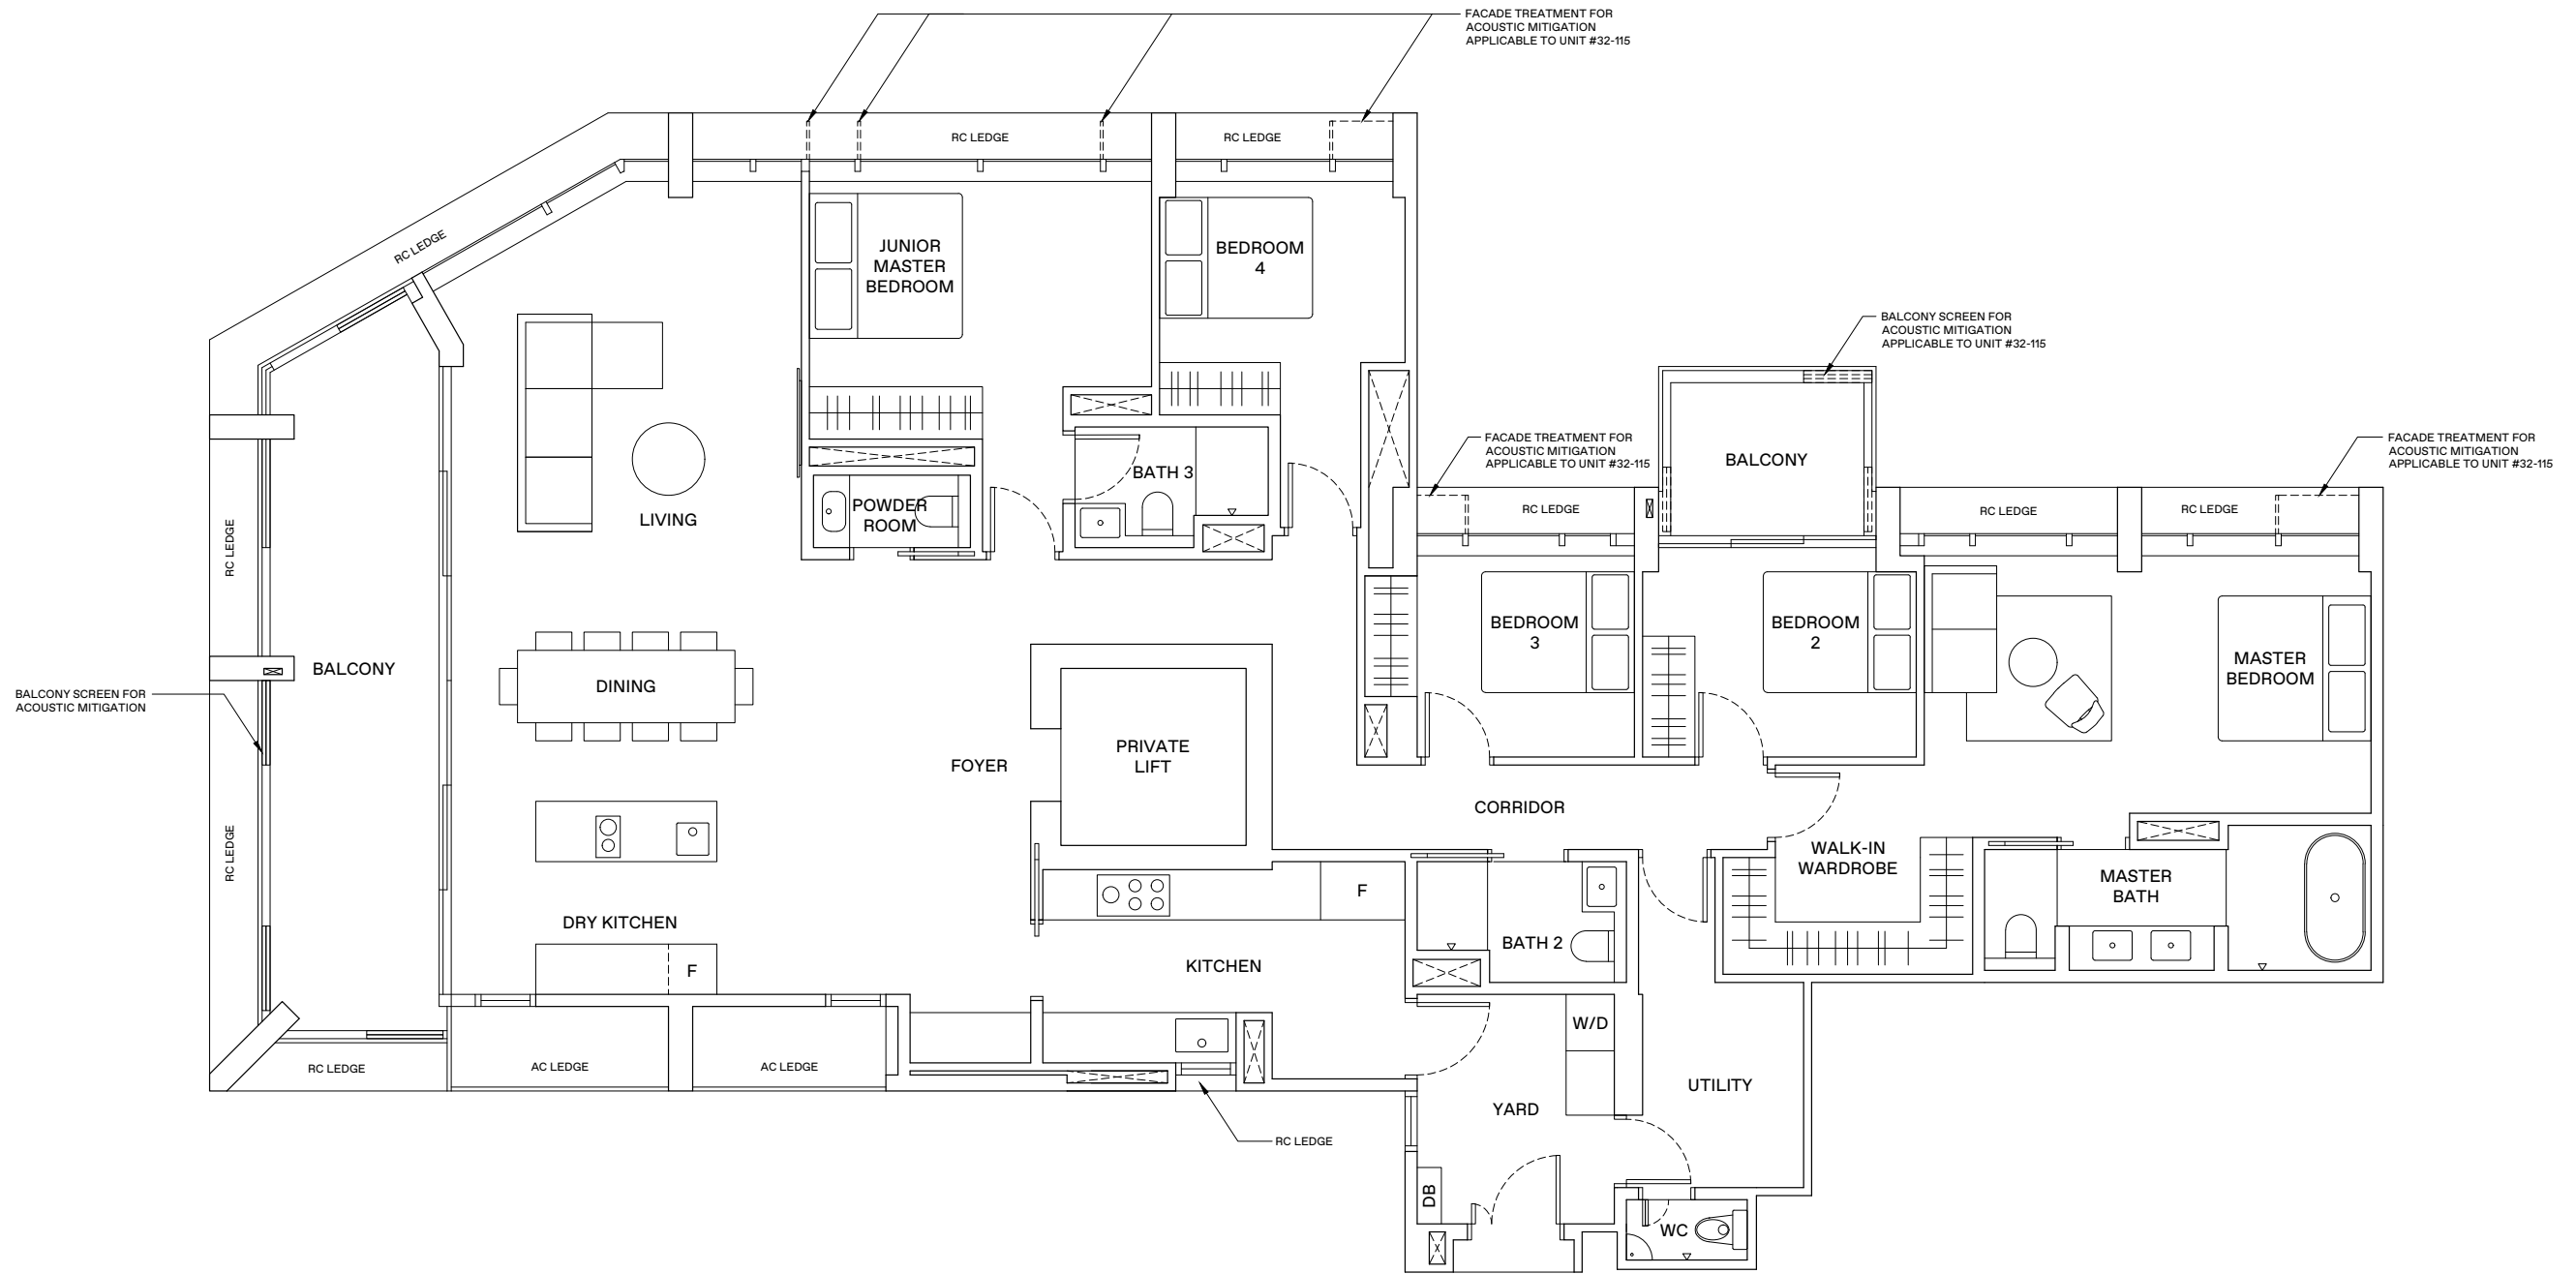 FACADE TREATMENT FOR
ACOUSTIC MITIGATION
APPLICABLE TO UNIT #32-115
RC LEDGE
RC LEDGE
RC LEDGE
JUNIOR
MASTER
BEDROOM
BEDROOM
4
BALCONY SCREEN FOR
ACOUSTIC MITIGATION
APPLICABLE TO UNIT #32-115
FACADE TREATMENT FOR
ACOUSTIC MITIGATION
APPLICABLE TO UNIT #32-115
BALCONY
FACADE TREATMENT FOR
ACOUSTIC MITIGATION
APPLICABLE TO UNIT #32-115
BATH 3
POWDER
ROOM
LIVING
RC LEDGE
RC LEDGE
RC LEDGE
RC LEDGE
BEDROOM
3
BEDROOM
2
MASTER
BEDROOM
BALCONY
DINING
BALCONY SCREEN FOR
ACOUSTIC MITIGATION
PRIVATE
LIFT
FOYER
CORRIDOR
RC LEDGE
WALK-IN
WARDROBE
MASTER
BATH
F
DRY KITCHEN
F
KITCHEN
BATH 2
W/D
RC LEDGE
AC LEDGE
AC LEDGE
UTILITY
YARD
RC LEDGE
DB
WC